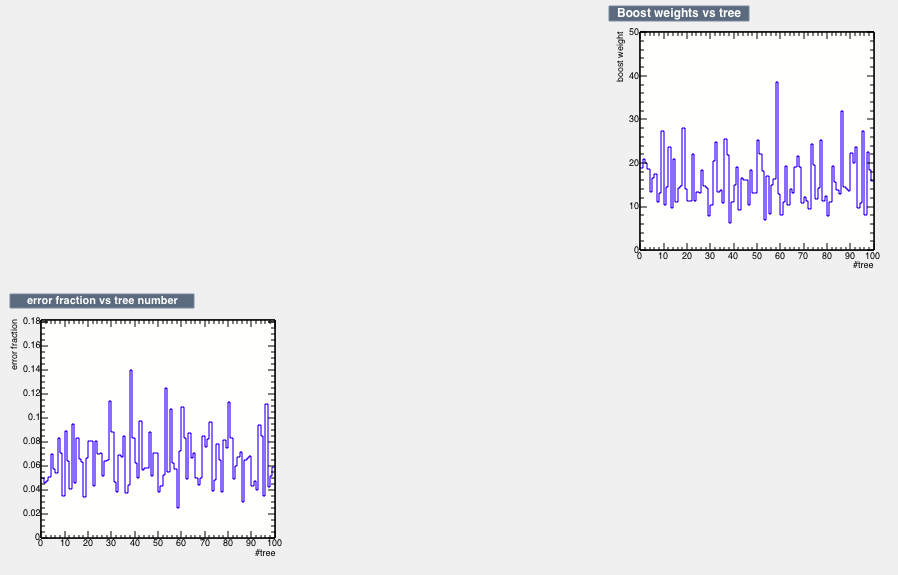 Boost weights vs tree
boost weight
50
40
30
20
10
0
0 10 20 30 40 50 60 70 80 90 100
#tree
error fraction vs tree number
error fraction
0.18
0.16
0.14
0.12
0.1
0.08
0.06
0.04
0.02
0
0 10 20 30 40 50 60 70 80 90 100
#tree